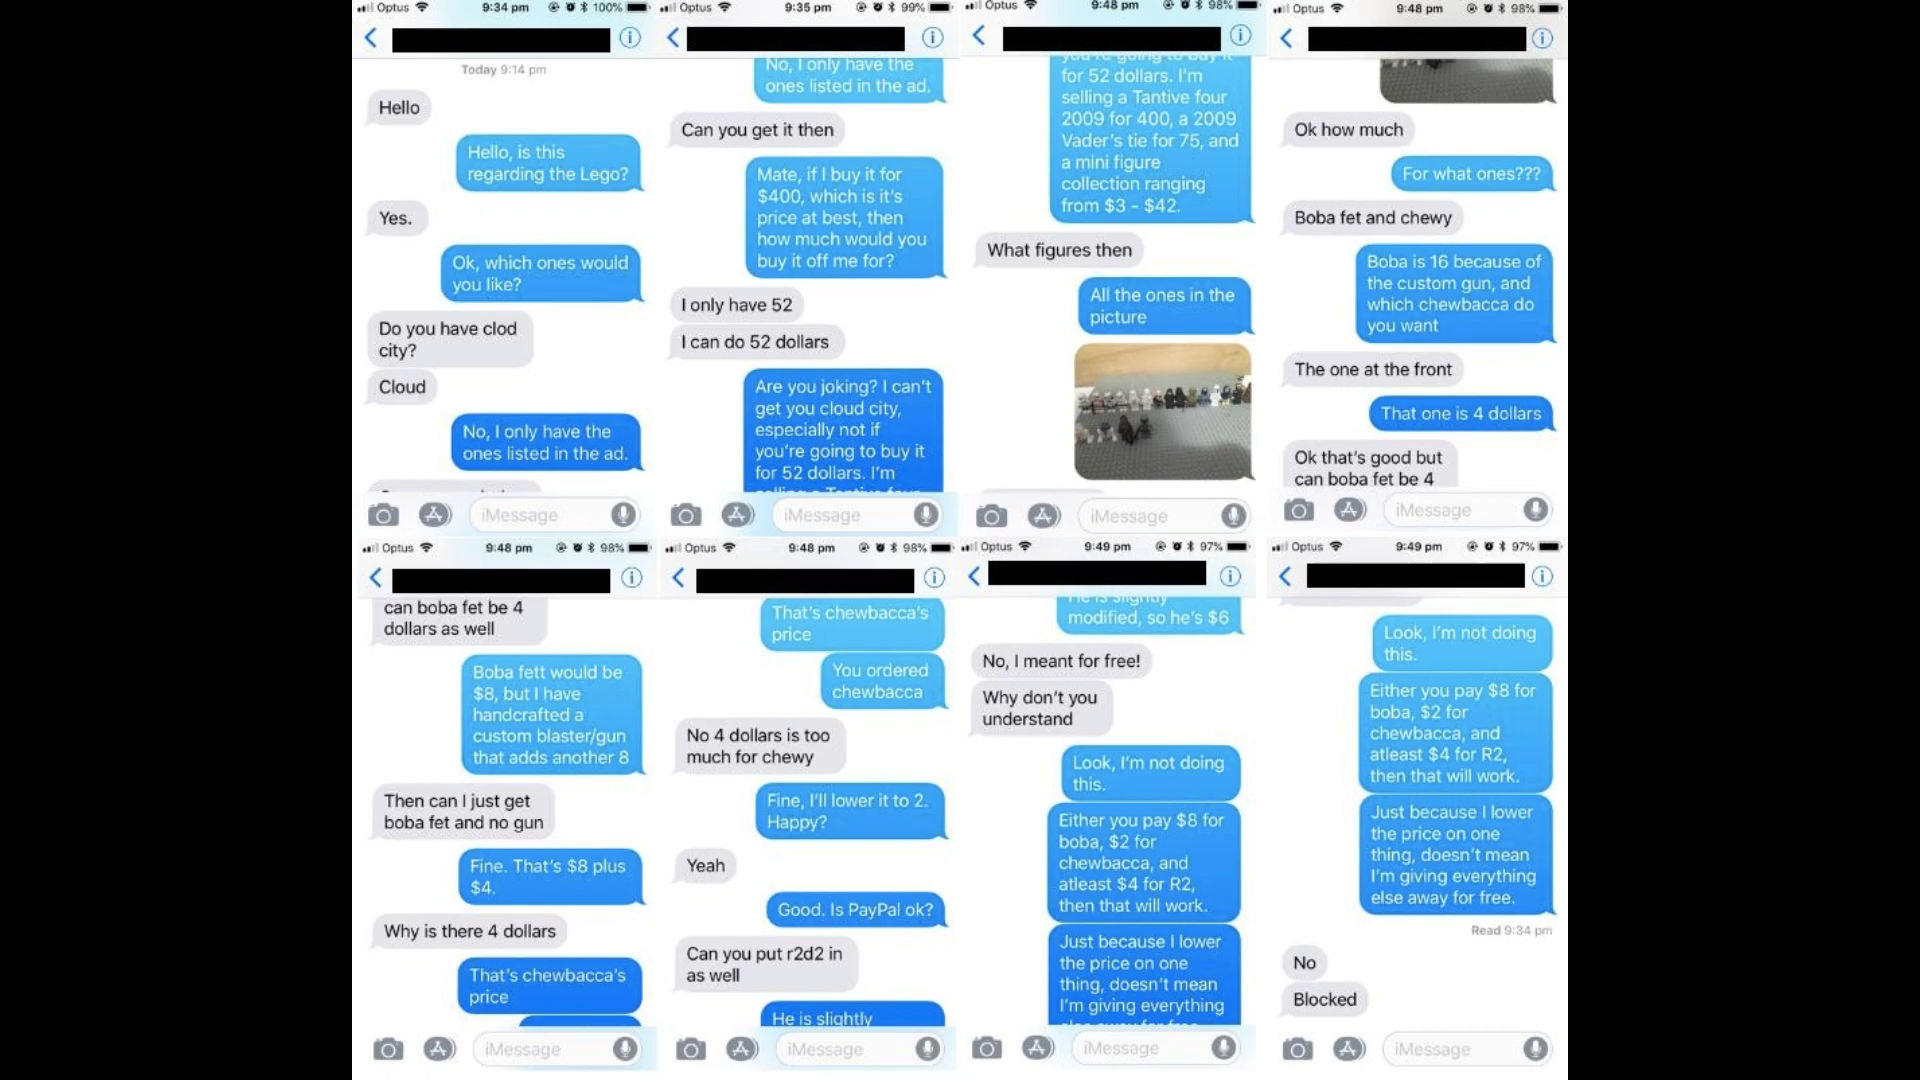 Optus
9:34 pm
100%
Today 9:14 pm
Hello
Hello, is this
regarding the Lego?
Yes.
Ok, which ones would
you like?
Do you have clod
city?
Cloud
No, I only have the
ones listed in the ad.
iMessage
Optus
9:35 pm
99%
No, I only have the
ones listed in the ad.
Can you get it then
Mate, if I buy it for
$400, which is it's
price at best, then
how much would you
buy it off me for?
I only have 52
I can do 52 dollars
Are you joking? I can't
get you cloud city,
especially not if
you're going to buy it
for 52 dollars. I'm
selling a Tantive four
iMessage
Optus
9:48 pm
98%
you're going to buy it
for 52 dollars. I'm
selling a Tantive four
2009 for 400, a 2009
Vader's tie for 75, and
a mini figure
collection ranging
from $3 - $42.
What figures then
All the ones in the
picture
iMessage
Optus
9:48 pm
98%
Ok how much
For what ones???
Boba fet and chewy
Boba is 16 because of
the custom gun, and
which chewbacca do
you want
The one at the front
That one is 4 dollars
Ok that's good but
can boba fet be 4
iMessage
Optus
9:48 pm
98%
can boba fet be 4
dollars as well
Boba fett would be
$8, but I have
handcrafted a
custom blaster/gun
that adds another 8
Then can I just get
boba fet and no gun
Fine. That's $8 plus
$4.
Why is there 4 dollars
That's chewbacca's
price
iMessage
Optus
9:48 pm
98%
That's chewbacca's
price
You ordered
chewbacca
No 4 dollars is too
much for chewy
Fine, I'll lower it to 2.
Happy?
Yeah
Good. Is PayPal ok?
Can you put r2d2 in
as well
He is slightly
iMessage
Optus
9:49 pm
97%
He is slightly
modified, so he's $6
No, I meant for free!
Why don't you
understand
Look, I'm not doing
this.
Either you pay $8 for
boba, $2 for
chewbacca, and
atleast $4 for R2,
then that will work.
Just because I lower
the price on one
thing, doesn't mean
I'm giving everything
else away for free.
iMessage
Optus
9:49 pm
97%
Look, I'm not doing
this.
Either you pay $8 for
boba, $2 for
chewbacca, and
atleast $4 for R2,
then that will work.
Just because I lower
the price on one
thing, doesn't mean
I'm giving everything
else away for free.
Read 9:34 pm
No
Blocked
iMessage